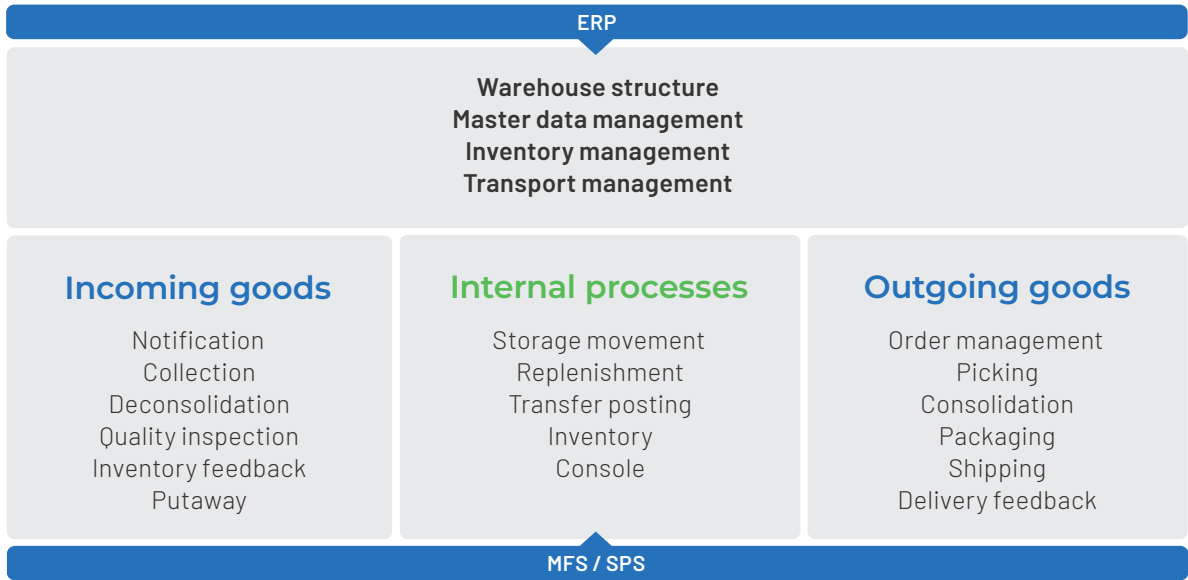 ERP
Warehouse structure
Master data management
Inventory management
Transport management
Incoming goods
Notification
Collection
Deconsolidation
Quality inspection
Inventory feedback
Putaway
Internal processes
Storage movement
Replenishment
Transfer posting
Inventory
Console
Outgoing goods
Order management
Picking
Consolidation
Packaging
Shipping
Delivery feedback
MFS / SPS